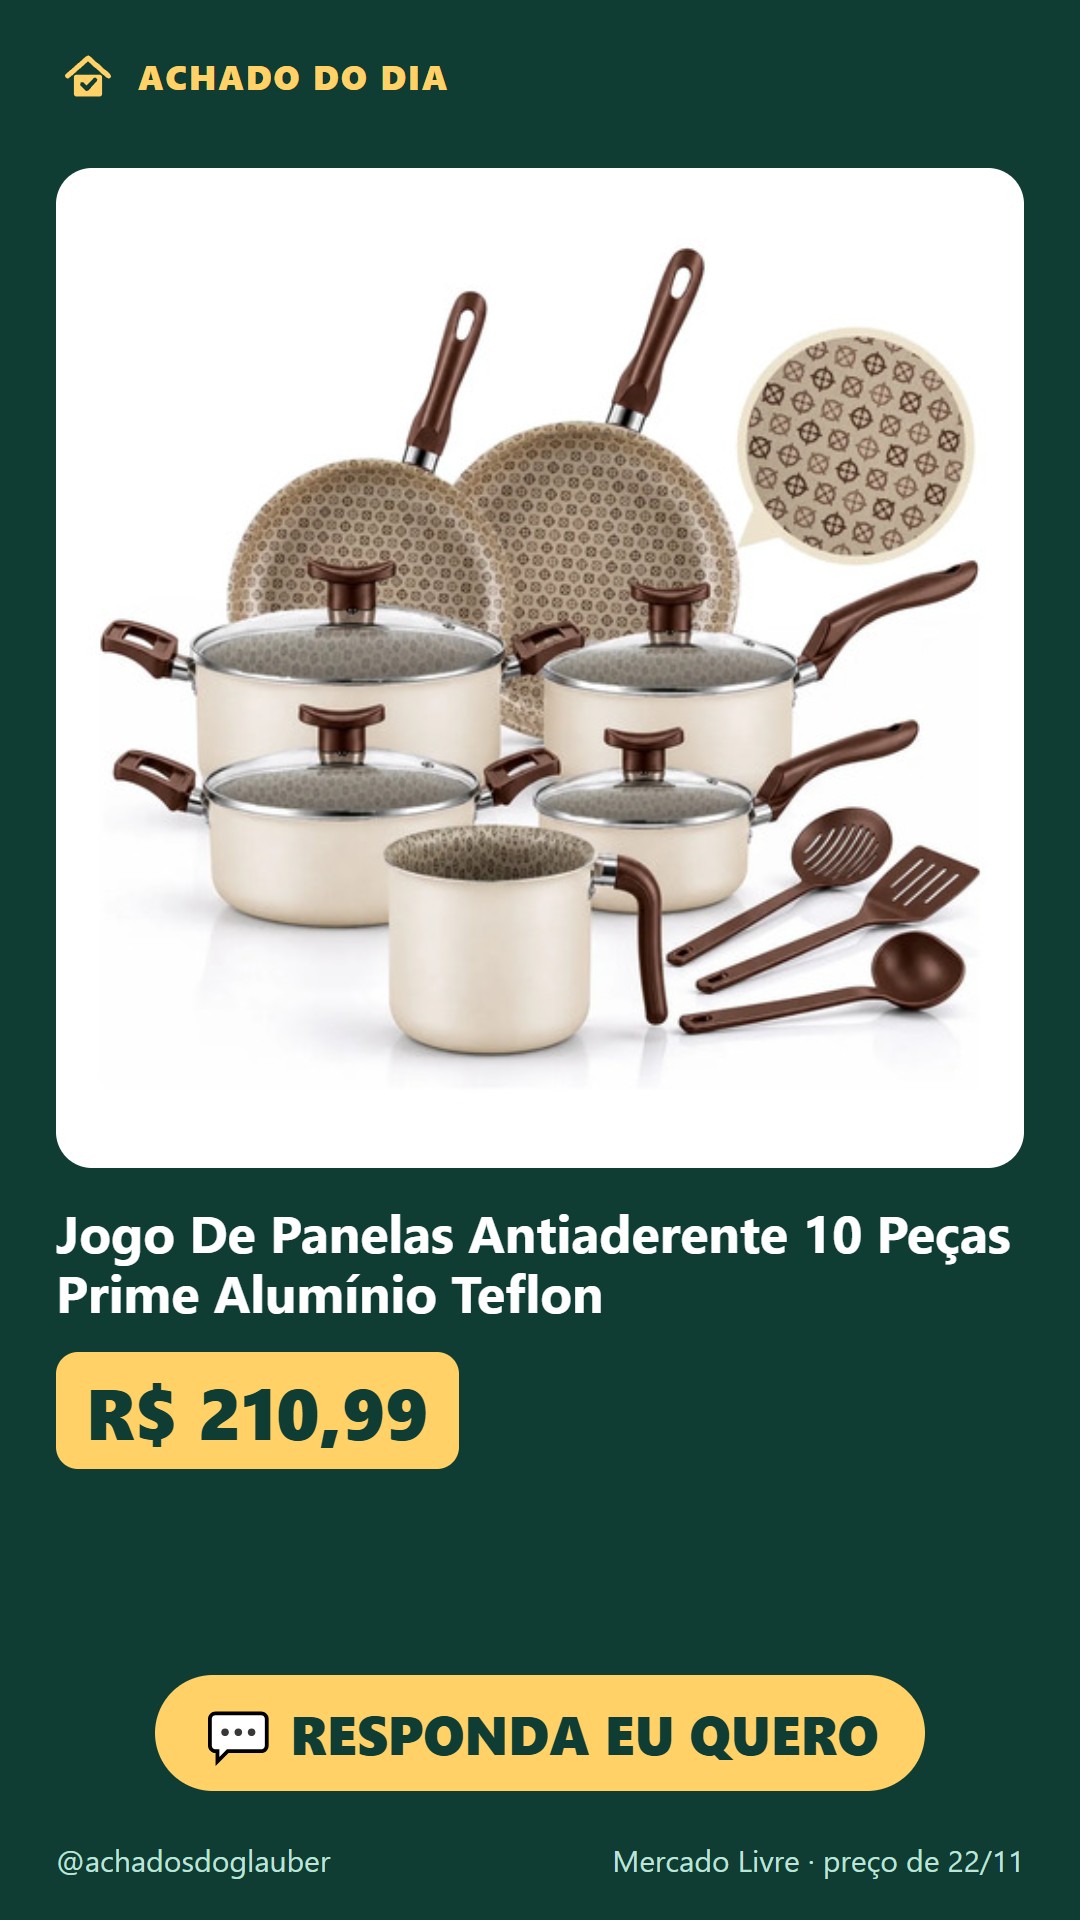 ACHADO DO DIA
Jogo De Panelas Antiaderente 10 Peças
Prime Alumínio Teflon
R$ 210,99
RESPONDA EU QUERO
@achadosdoglauber
Mercado Livre · preço de 22/11